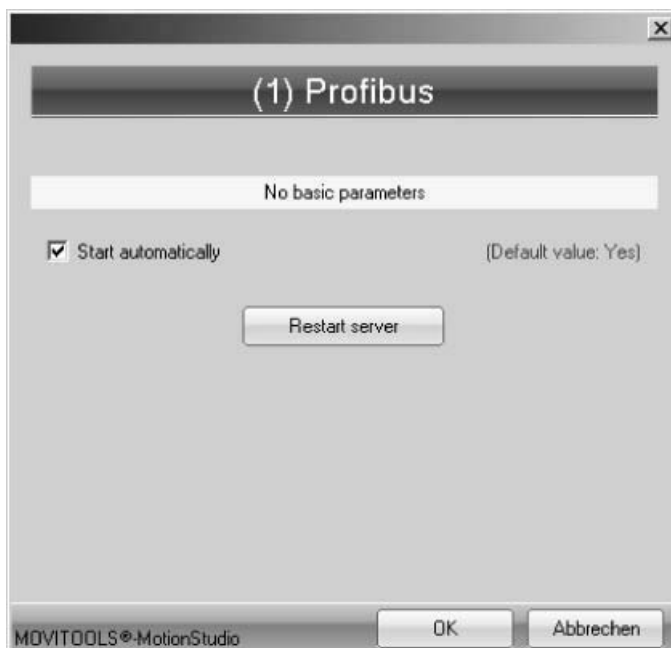 (1) Profibus
No basic parameters
Start automatically (Default value: Yes)
Restart server
OK Abbrechen
MOVITOOLS®-MotionStudio